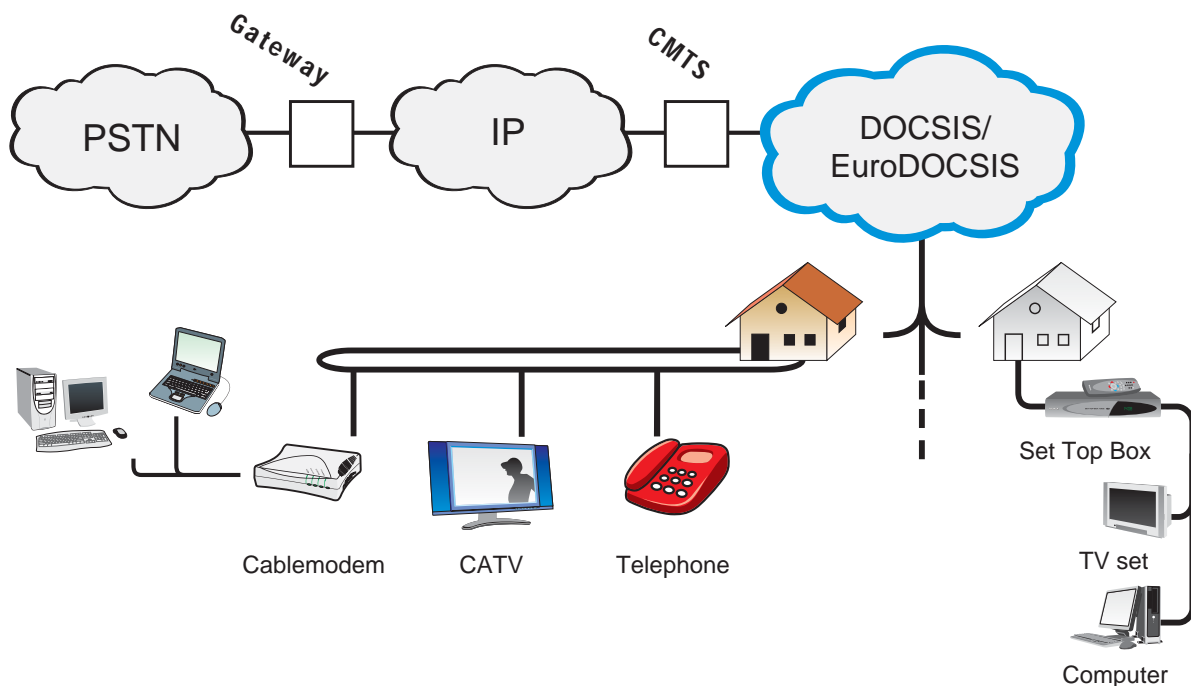 Gateway
CMTS
PSTN
IP
DOCSIS/
EuroDOCSIS
Set Top Box
Cablemodem
CATV
Telephone
TV set
Computer